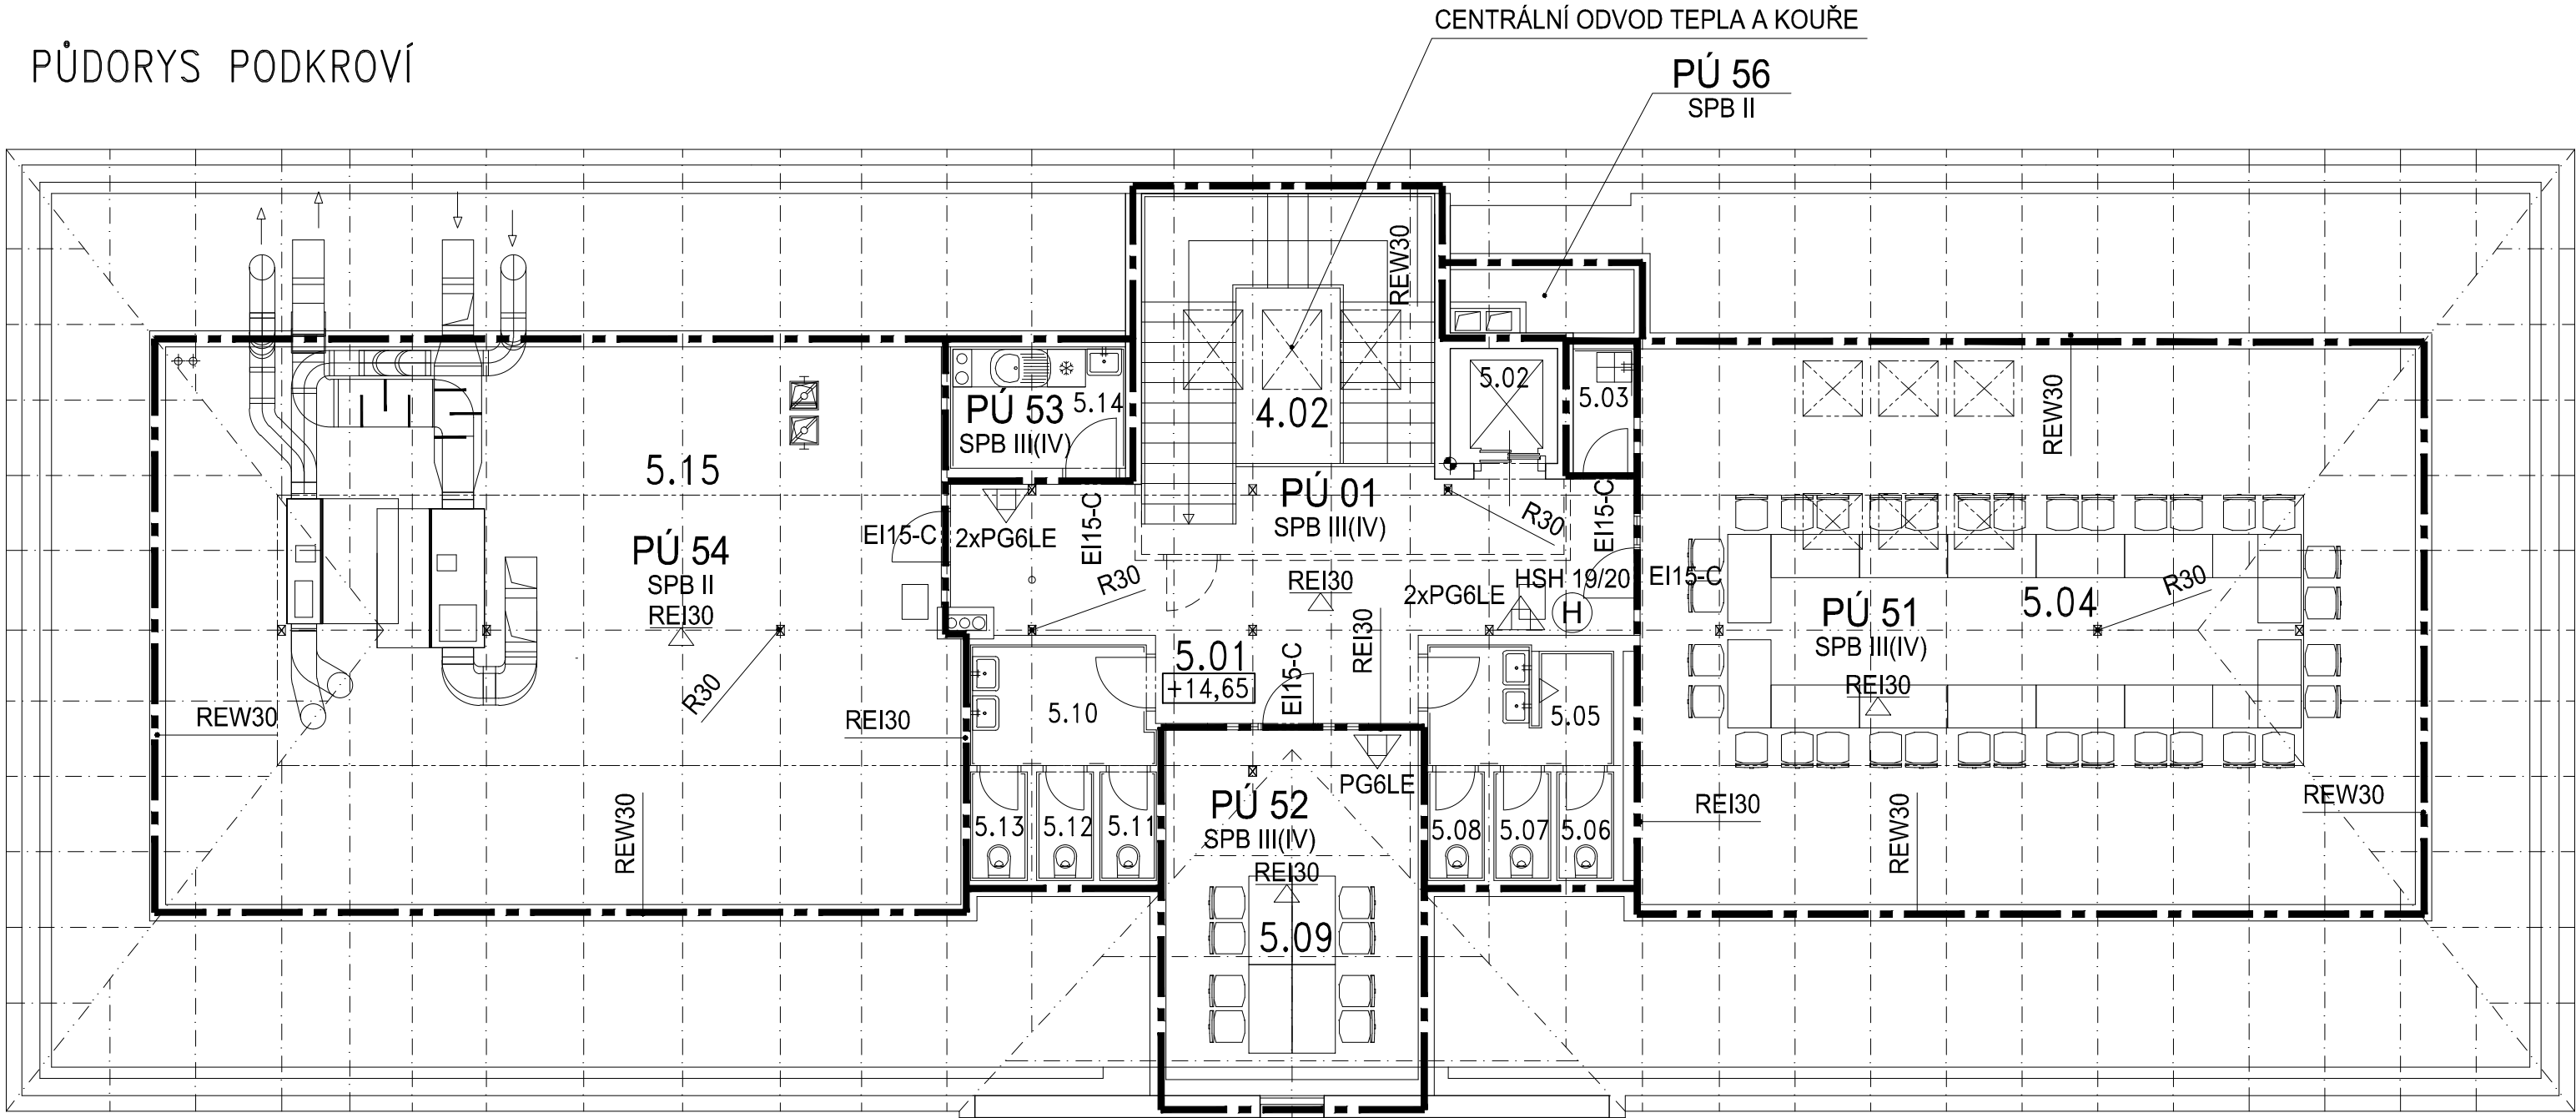 CENTRÁLNÍ ODVOD TEPLA A KOUŘE
PŮDORYS PODKROVÍ
PÚ 56
SPB II
REW30
5.02
5.03
REW30
PÚ 53
5.14
SPB III(IV)
4.02
5.15
PÚ 01
SPB III(IV)
R30
EI15-C
EI15-C
EI15-C
2xPG6LE
PÚ 54
SPB II
REI30
R30
REI30
2xPG6LE
HSH 19/20
H
EI15-C
R30
PÚ 51
5.04
SPB III(IV)
REI30
5.01
+14,65
EI15-C
REI30
R30
REW30
REI30
5.10
5.05
PG6LE
PÚ 52
SPB III(IV)
REI30
5.09
5.13
5.12
5.11
5.08
5.07
5.06
REW30
REI30
REW30
REW30